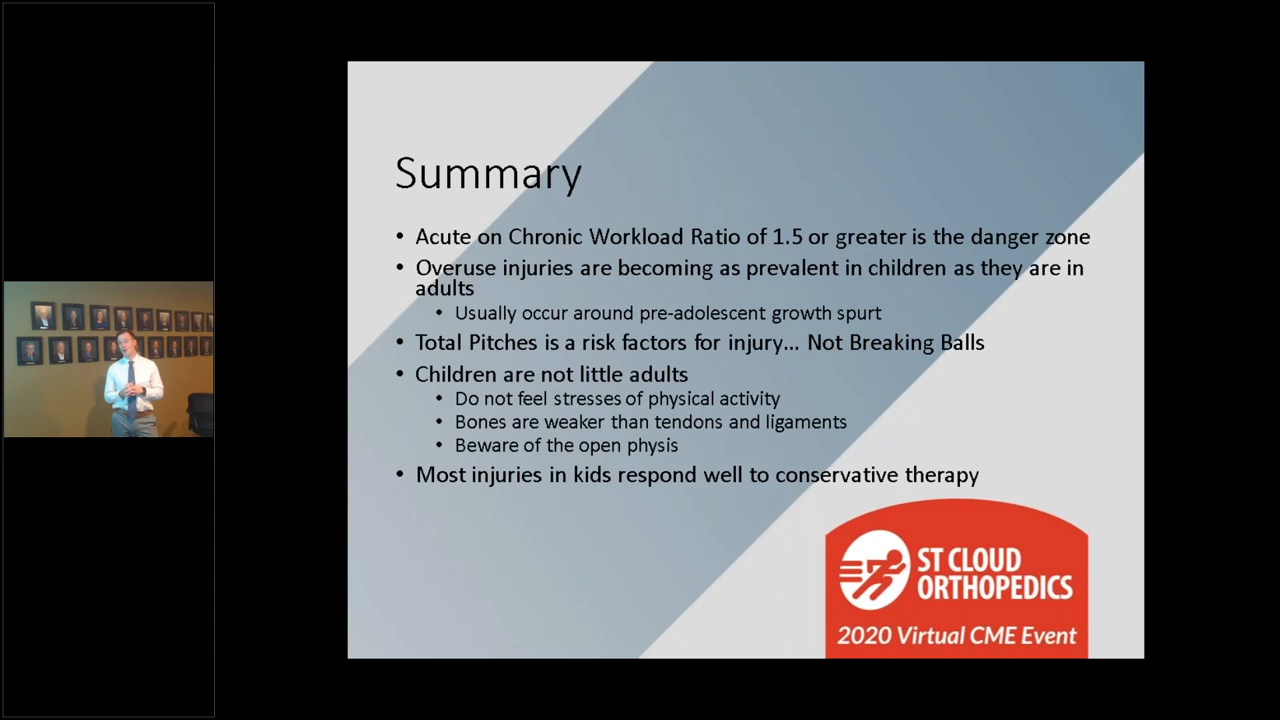 Summary
• Acute on Chronic Workload Ratio of 1.5 or greater is the danger zone
• Overuse injuries are becoming as prevalent in children as they are in
adults
• Usually occur around pre-adolescent growth spurt
• Total Pitches is a risk factors for injury... Not Breaking Balls
• Children are not little adults
• Do not feel stresses of physical activity
• Bones are weaker than tendons and ligaments
• Beware of the open physis
• Most injuries in kids respond well to conservative therapy
ST CLOUD
ORTHOPEDICS
2020 Virtual CME Event